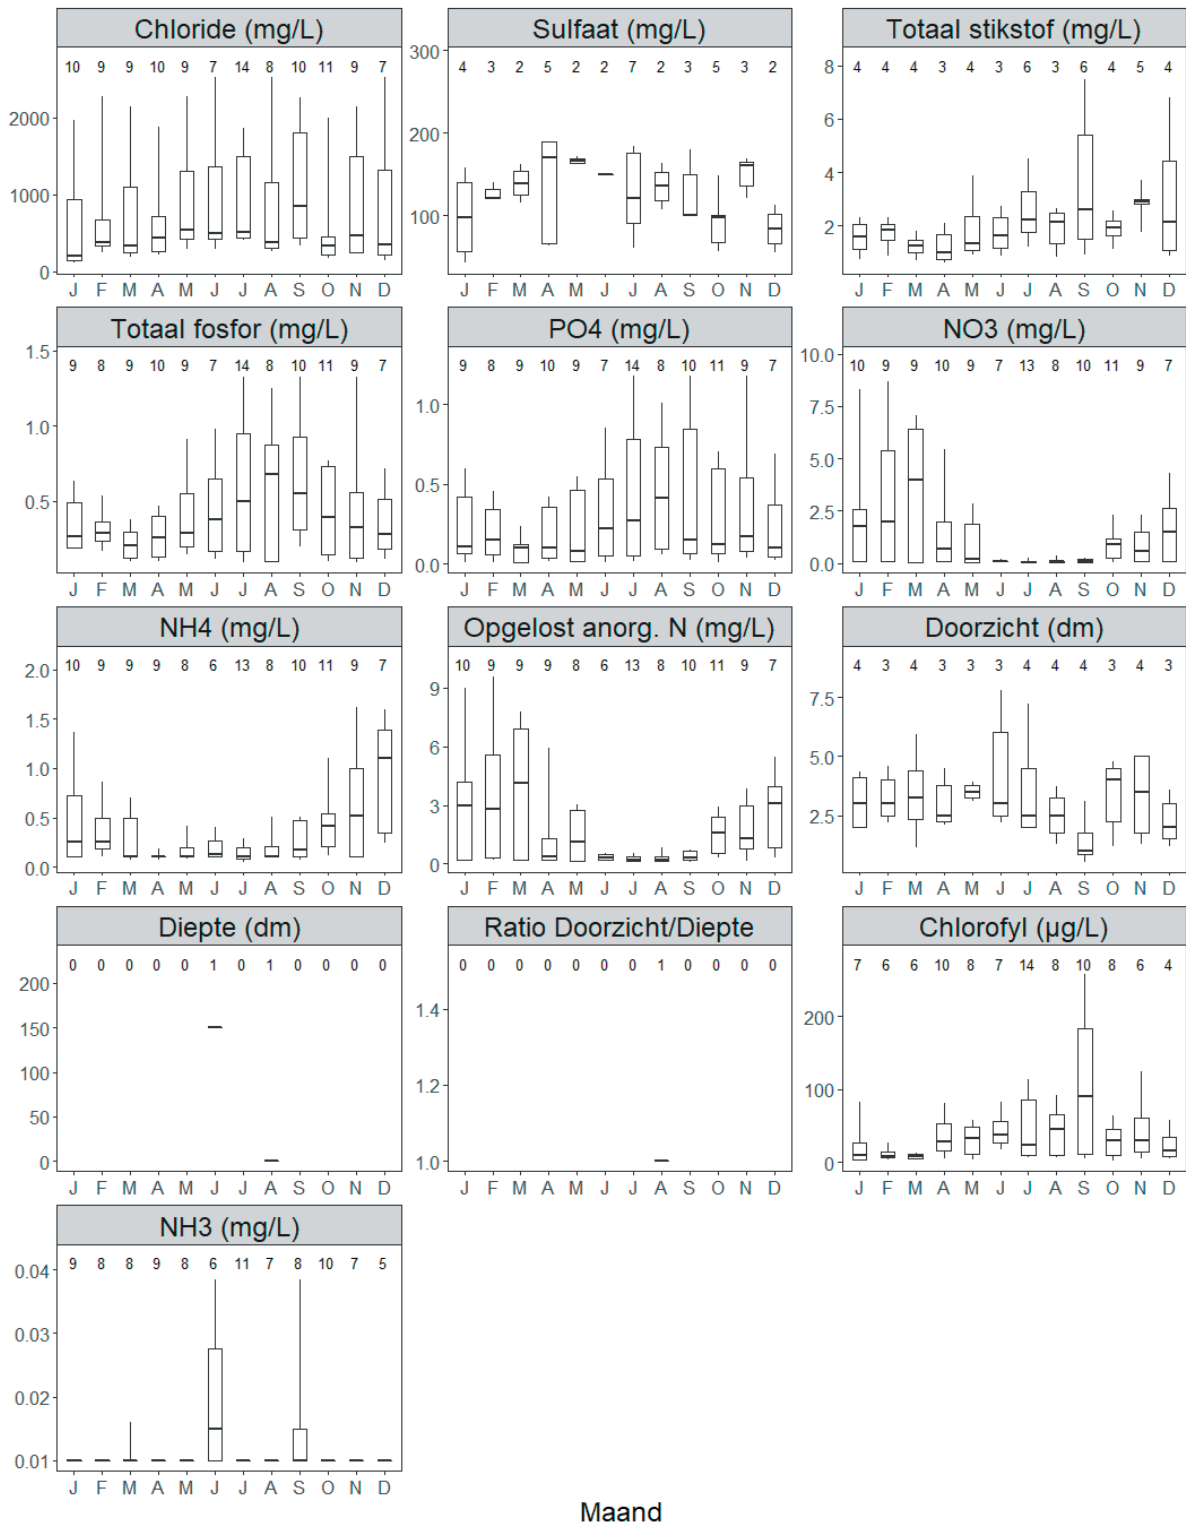 Chloride (mg/L) Sulfaat (mg/L) Totaal stikstof (mg/L)
10 9 9 10 9 7 14 8 10 11 9 7
2000
1000
0
J F M A M J J A S O N D
4 3 2 5 2 2 7 2 3 5 3 2
300
200
100
J F M A M J J A S O N D
4 4 4 3 4 3 6 3 6 4 5 4
8
6
4
2
J F M A M J J A S O N D
Totaal fosfor (mg/L) PO4 (mg/L) NO3 (mg/L)
9 8 9 10 9 7 14 8 10 11 9 7
1.5
1.0
0.5
J F M A M J J A S O N D
9 8 9 10 9 7 14 8 10 11 9 7
1.0
0.5
0.0
J F M A M J J A S O N D
10 9 9 10 9 7 13 8 10 11 9 7
10.0
7.5
5.0
2.5
0.0
J F M A M J J A S O N D
NH4 (mg/L) Opgelost anorg. N (mg/L) Doorzicht (dm)
10 9 9 9 8 6 13 8 10 11 9 7
2.0
1.5
1.0
0.5
0.0
J F M A M J J A S O N D
10 9 9 9 8 6 13 8 10 11 9 7
9
6
3
0
J F M A M J J A S O N D
4 3 4 3 3 3 4 4 4 3 4 3
7.5
5.0
2.5
J F M A M J J A S O N D
Diepte (dm) Ratio Doorzicht/Diepte Chlorofyl (µg/L)
0 0 0 0 0 1 0 1 0 0 0 0
200
150
100
50
0
J F M A M J J A S O N D
0 0 0 0 0 0 0 1 0 0 0 0
1.4
1.2
1.0
J F M A M J J A S O N D
7 6 6 10 8 7 14 8 10 8 6 4
200
100
0
J F M A M J J A S O N D
NH3 (mg/L)
9 8 8 9 8 6 11 7 8 10 7 5
0.04
0.03
0.02
0.01
J F M A M J J A S O N D
Maand